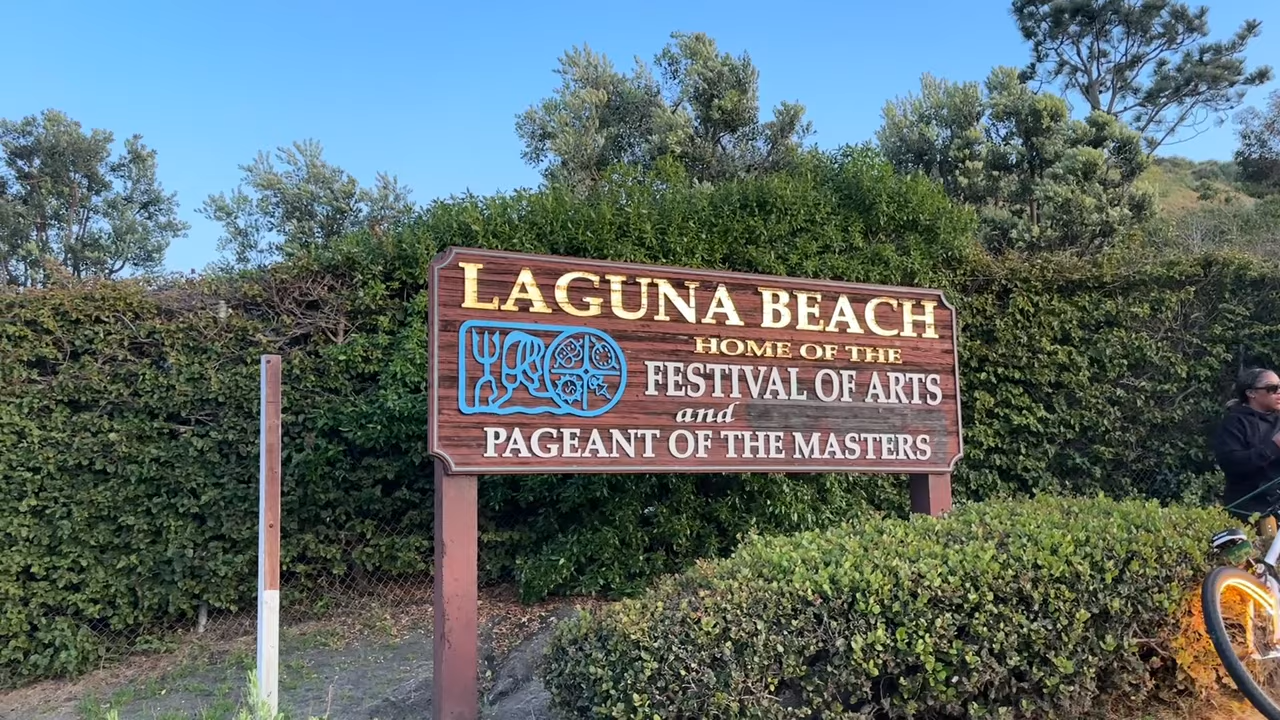 LAGUNA BEACH
HOME OF THE
FESTIVAL OF ARTS
and
PAGEANT OF THE MASTERS